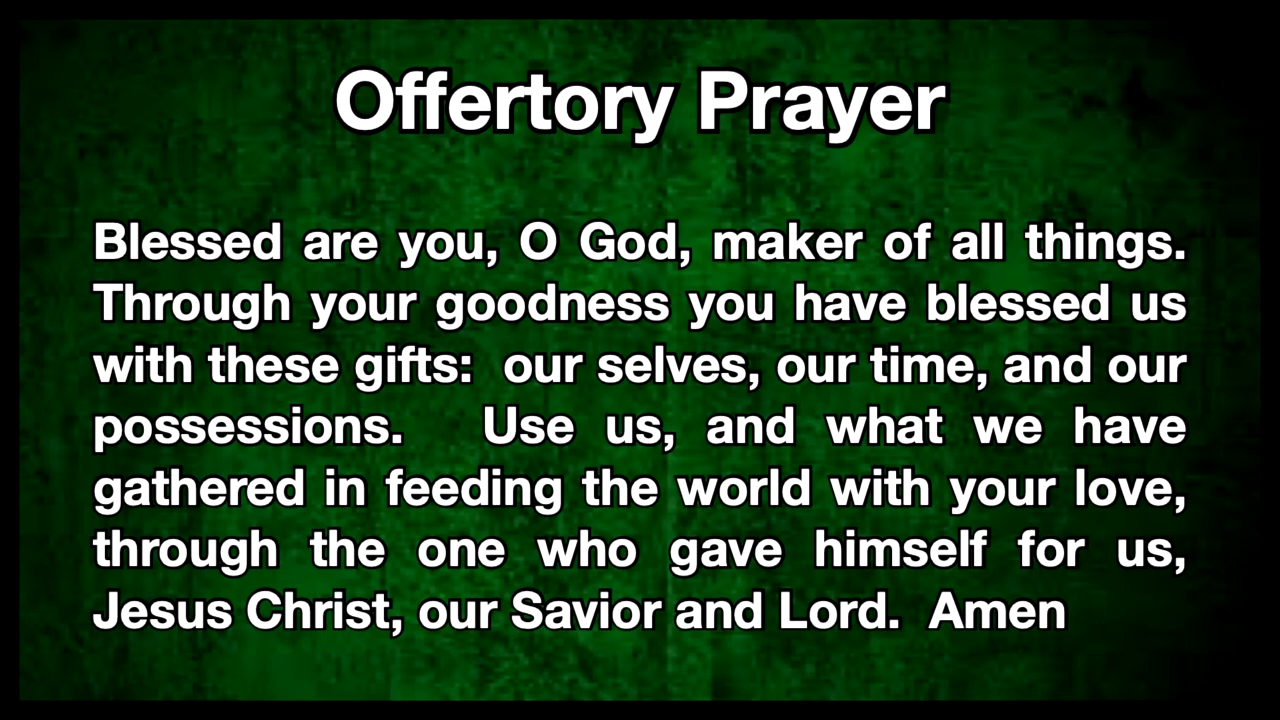 Offertory Prayer
Blessed are you, O God, maker of all things.
Through your goodness you have blessed us
with these gifts:  our selves, our time, and our
possessions.   Use us, and what we have
gathered in feeding the world with your love,
through the one who gave himself for us,
Jesus Christ, our Savior and Lord.  Amen